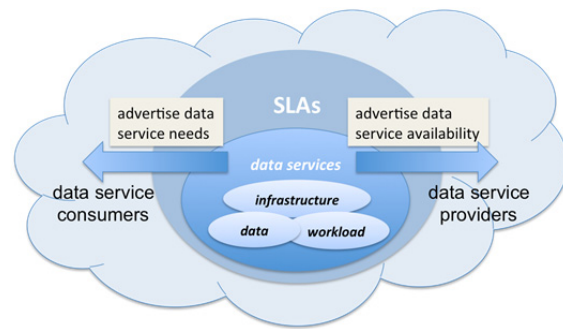 SLAs
advertise data
service needs
advertise data
service availability
data services
data service
consumers
data service
providers
infrastructure
data
workload